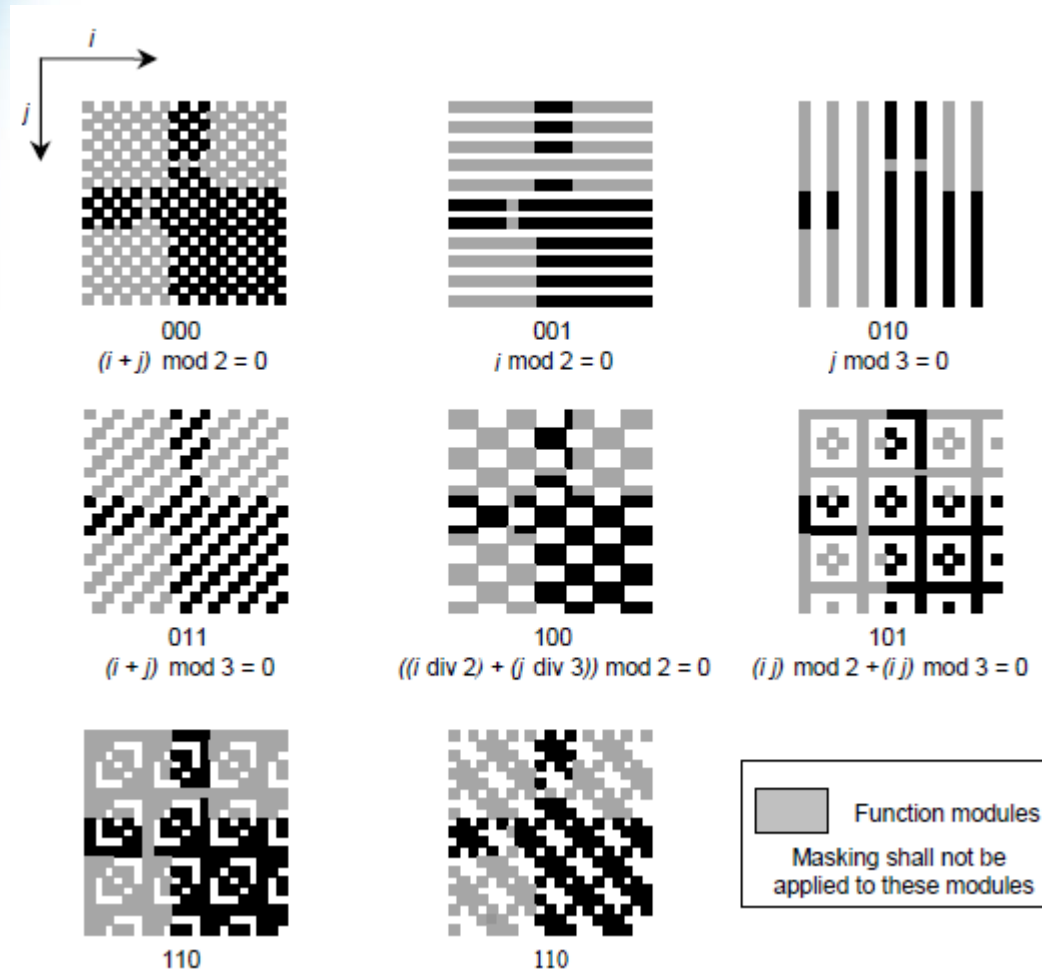 i
j
000 001 010
(i + j) mod 2 = 0 i mod 2 = 0 j mod 3 = 0
011 100 101
(i + j) mod 3 = 0 ((i div 2) + (j div 3)) mod 2 = 0 (i j) mod 2 + (i j) mod 3 = 0
Function modules
Masking shall not be
applied to these modules
110 110